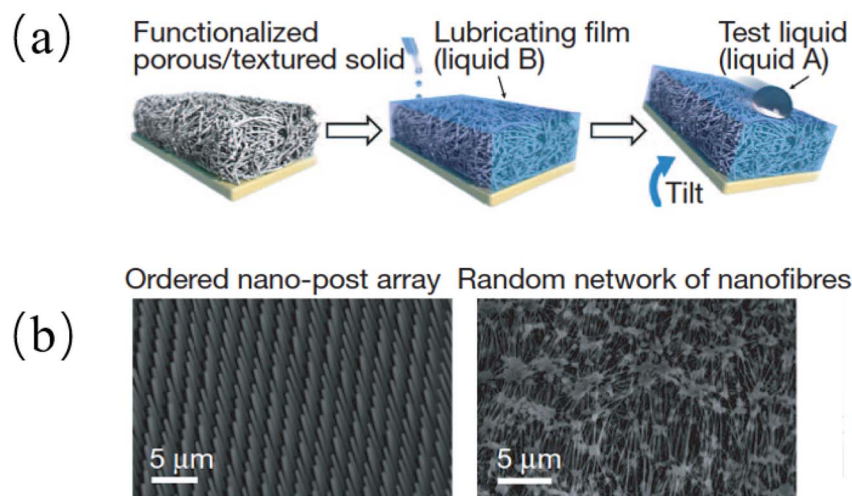 (a)
Functionalized
porous/textured solid
Lubricating film
(liquid B)
Test liquid
(liquid A)
Tilt
(b)
Ordered nano-post array
Random network of nanofibres
5 μm
5 μm